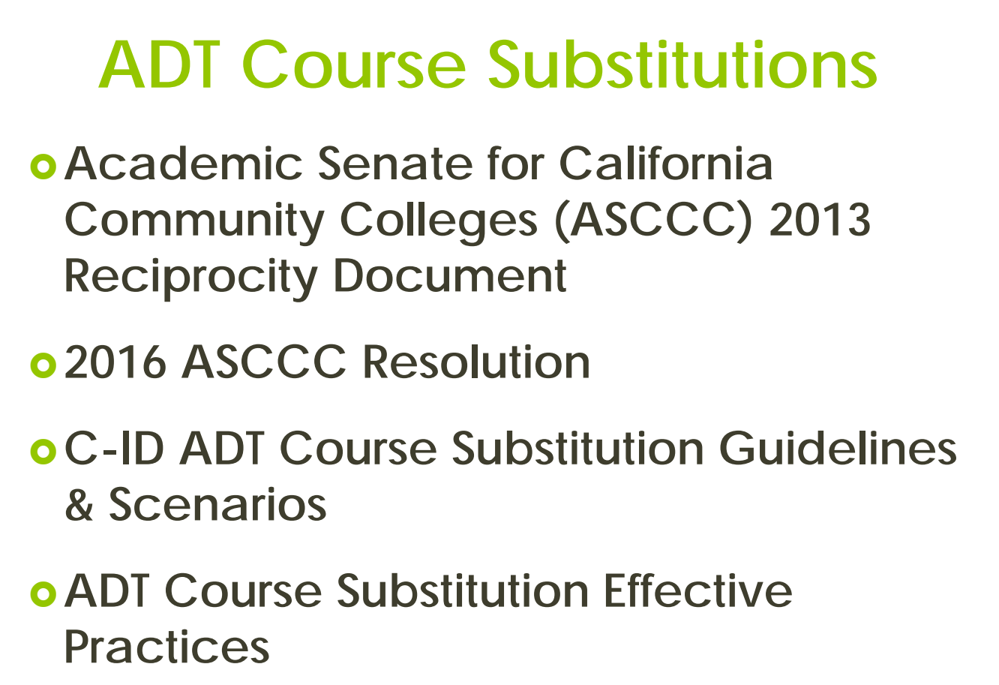 ADT Course Substitutions
Academic Senate for California
Community Colleges (ASCCC) 2013
Reciprocity Document
2016 ASCCC Resolution
C-ID ADT Course Substitution Guidelines
& Scenarios
ADT Course Substitution Effective
Practices